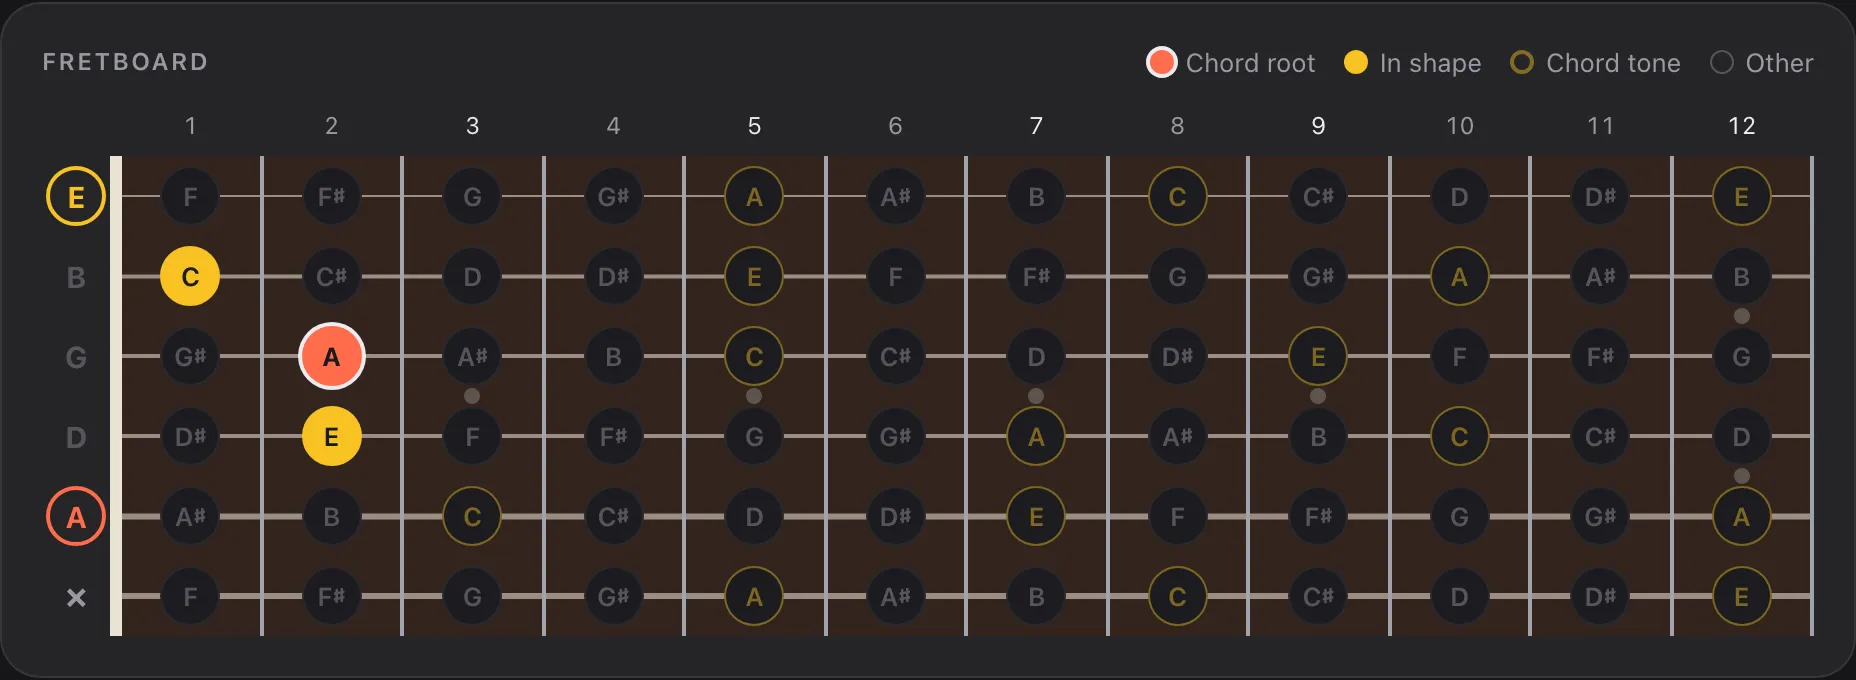 FRETBOARD
Chord root In shape Chord tone Other
1 2 3 4 5 6 7 8 9 10 11 12
E F F# G G# A A# B C C# D D# E
B C C# D D# E F F# G G# A A# B
G G# A A# B C C# D D# E F F# G
D D# E F F# G G# A A# B C C# D
A A# B C C# D D# E F F# G G# A
× F F# G G# A A# B C C# D D# E